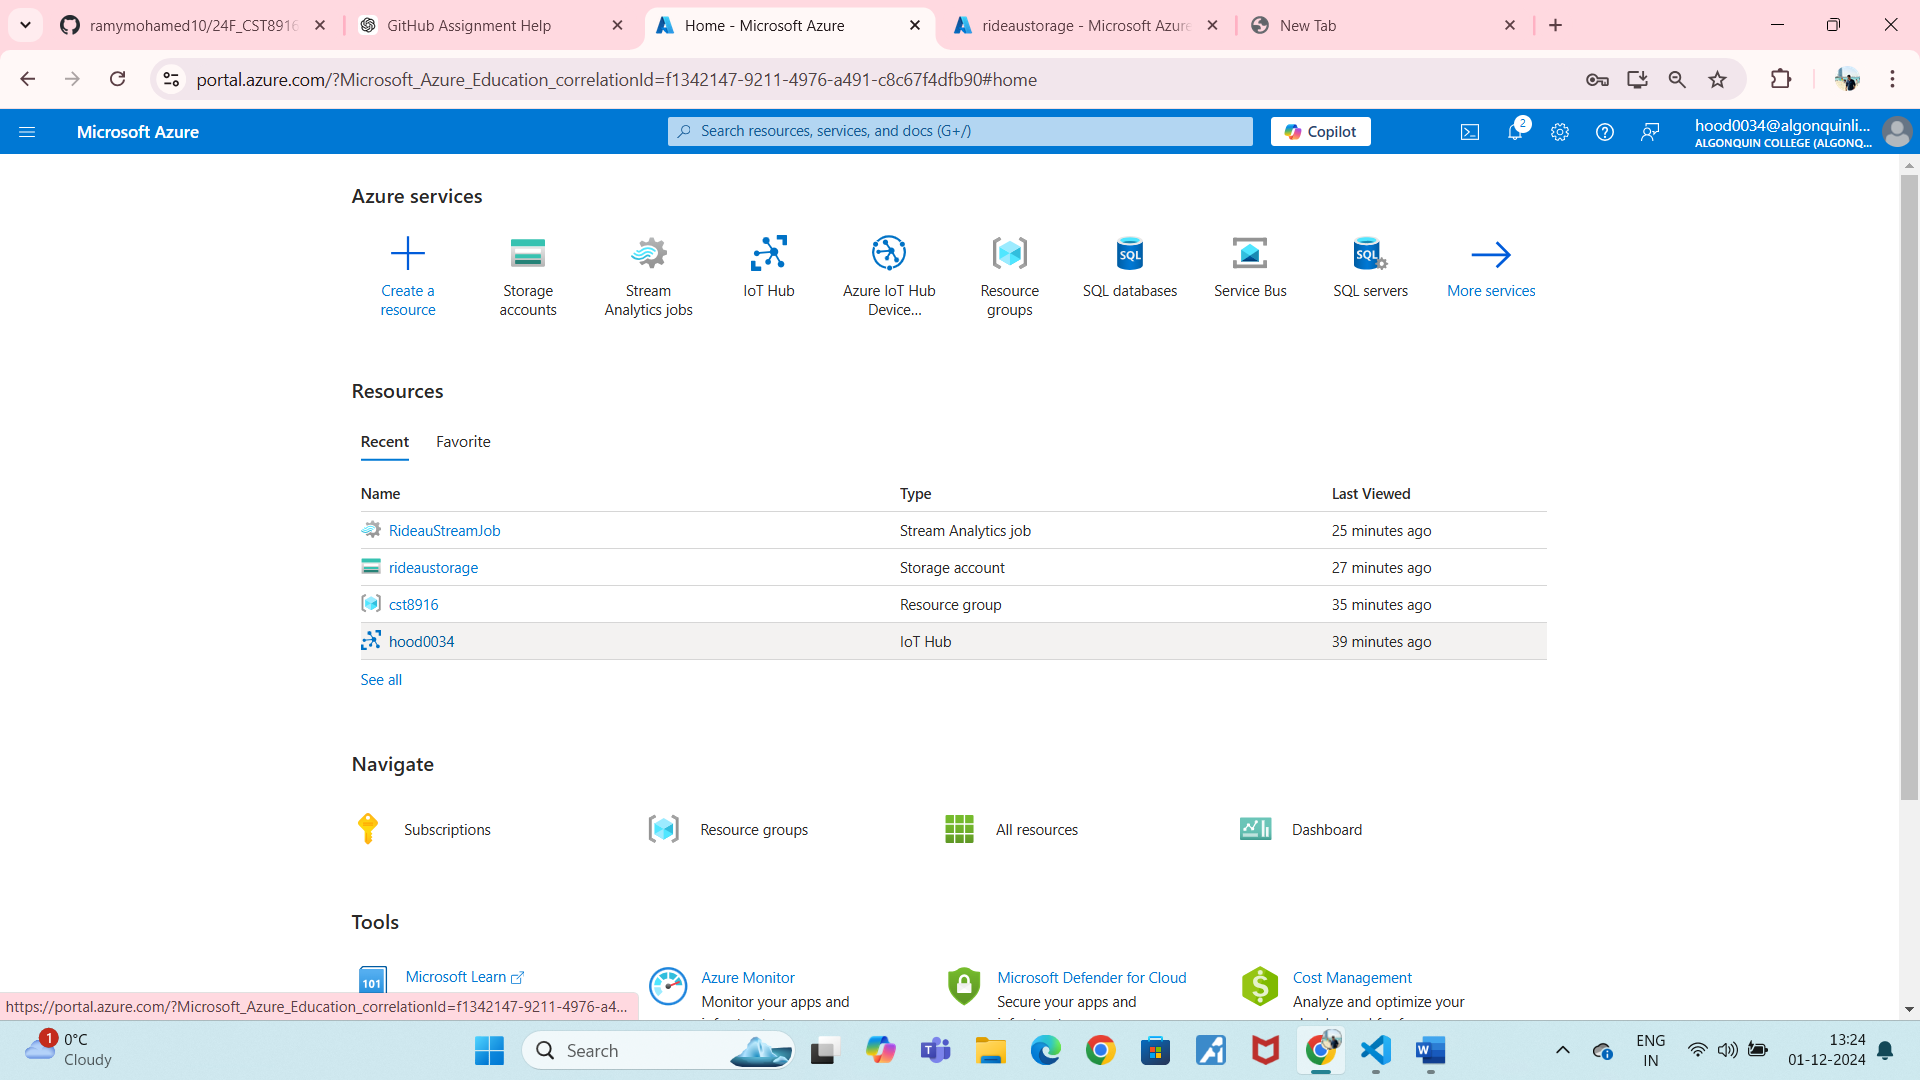 ramymohamed10/24F_CST8916
GitHub Assignment Help
Home - Microsoft Azure
rideaustorage - Microsoft Azure
New Tab
portal.azure.com/?Microsoft_Azure_Education_correlationId=f1342147-9211-4976-a491-c8c67f4dfb90#home
Microsoft Azure
Search resources, services, and docs (G+/)
Copilot
2
hood0034@algonquinli...
ALGONQUIN COLLEGE (ALGONQ...
Azure services
Create a
resource
Storage
accounts
Stream
Analytics jobs
IoT Hub
Azure IoT Hub
Device...
Resource
groups
SQL
SQL databases
Service Bus
SQL
SQL servers
More services
Resources
Recent
Favorite
Name
Type
Last Viewed
RideauStreamJob
Stream Analytics job
25 minutes ago
rideaustorage
Storage account
27 minutes ago
cst8916
Resource group
35 minutes ago
hood0034
IoT Hub
39 minutes ago
See all
Navigate
Subscriptions
Resource groups
All resources
Dashboard
Tools
101
Microsoft Learn
Azure Monitor
Monitor your apps and
Microsoft Defender for Cloud
Secure your apps and
Cost Management
Analyze and optimize your
https://portal.azure.com/?Microsoft_Azure_Education_correlationId=f1342147-9211-4976-a4...
1
0°C
Cloudy
Search
ENG
IN
13:24
01-12-2024